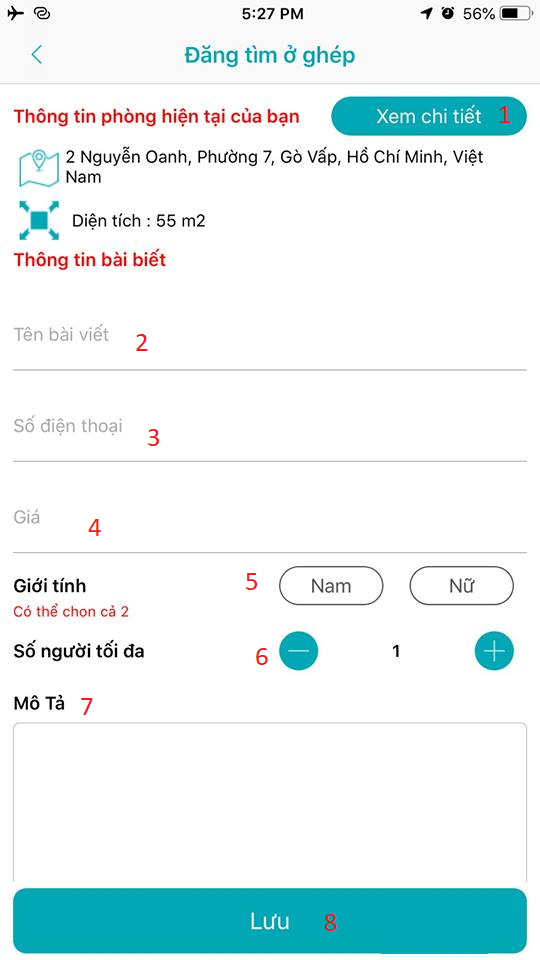 5:27 PM 56%
Đăng tìm ở ghép
Thông tin phòng hiện tại của bạn Xem chi tiết 1
2 Nguyễn Oanh, Phường 7, Gò Vấp, Hồ Chí Minh, Việt
Nam
Diện tích : 55 m2
Thông tin bài biết
Tên bài viết 2
Số điện thoại 3
Giá 4
Giới tính 5 Nam Nữ
Có thể chọn cả 2
Số người tối đa 6 1
Mô Tả 7
Lưu 8